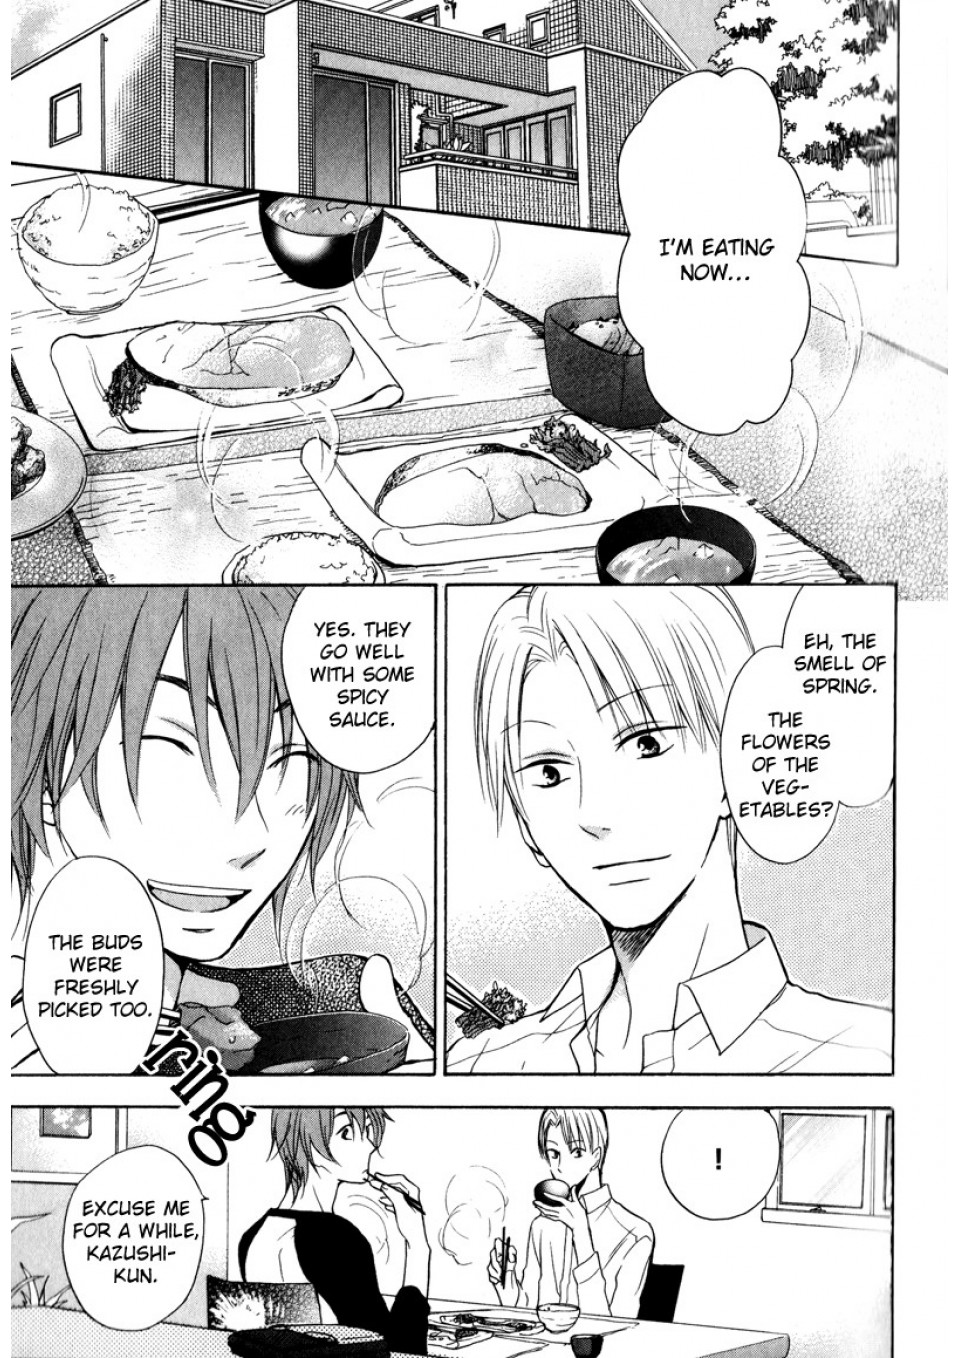 I'M EATING
NOW...
EH, THE
SMELL OF
SPRING.
THE
FLOWERS
OF THE
VEG-
ETABLES?
YES. THEY
GO WELL
WITH SOME
SPICY
SAUCE.
THE BUDS
WERE
FRESHLY
PICKED TOO.
ring
!
EXCUSE ME
FOR A WHILE,
KAZUSHI-
KUN.